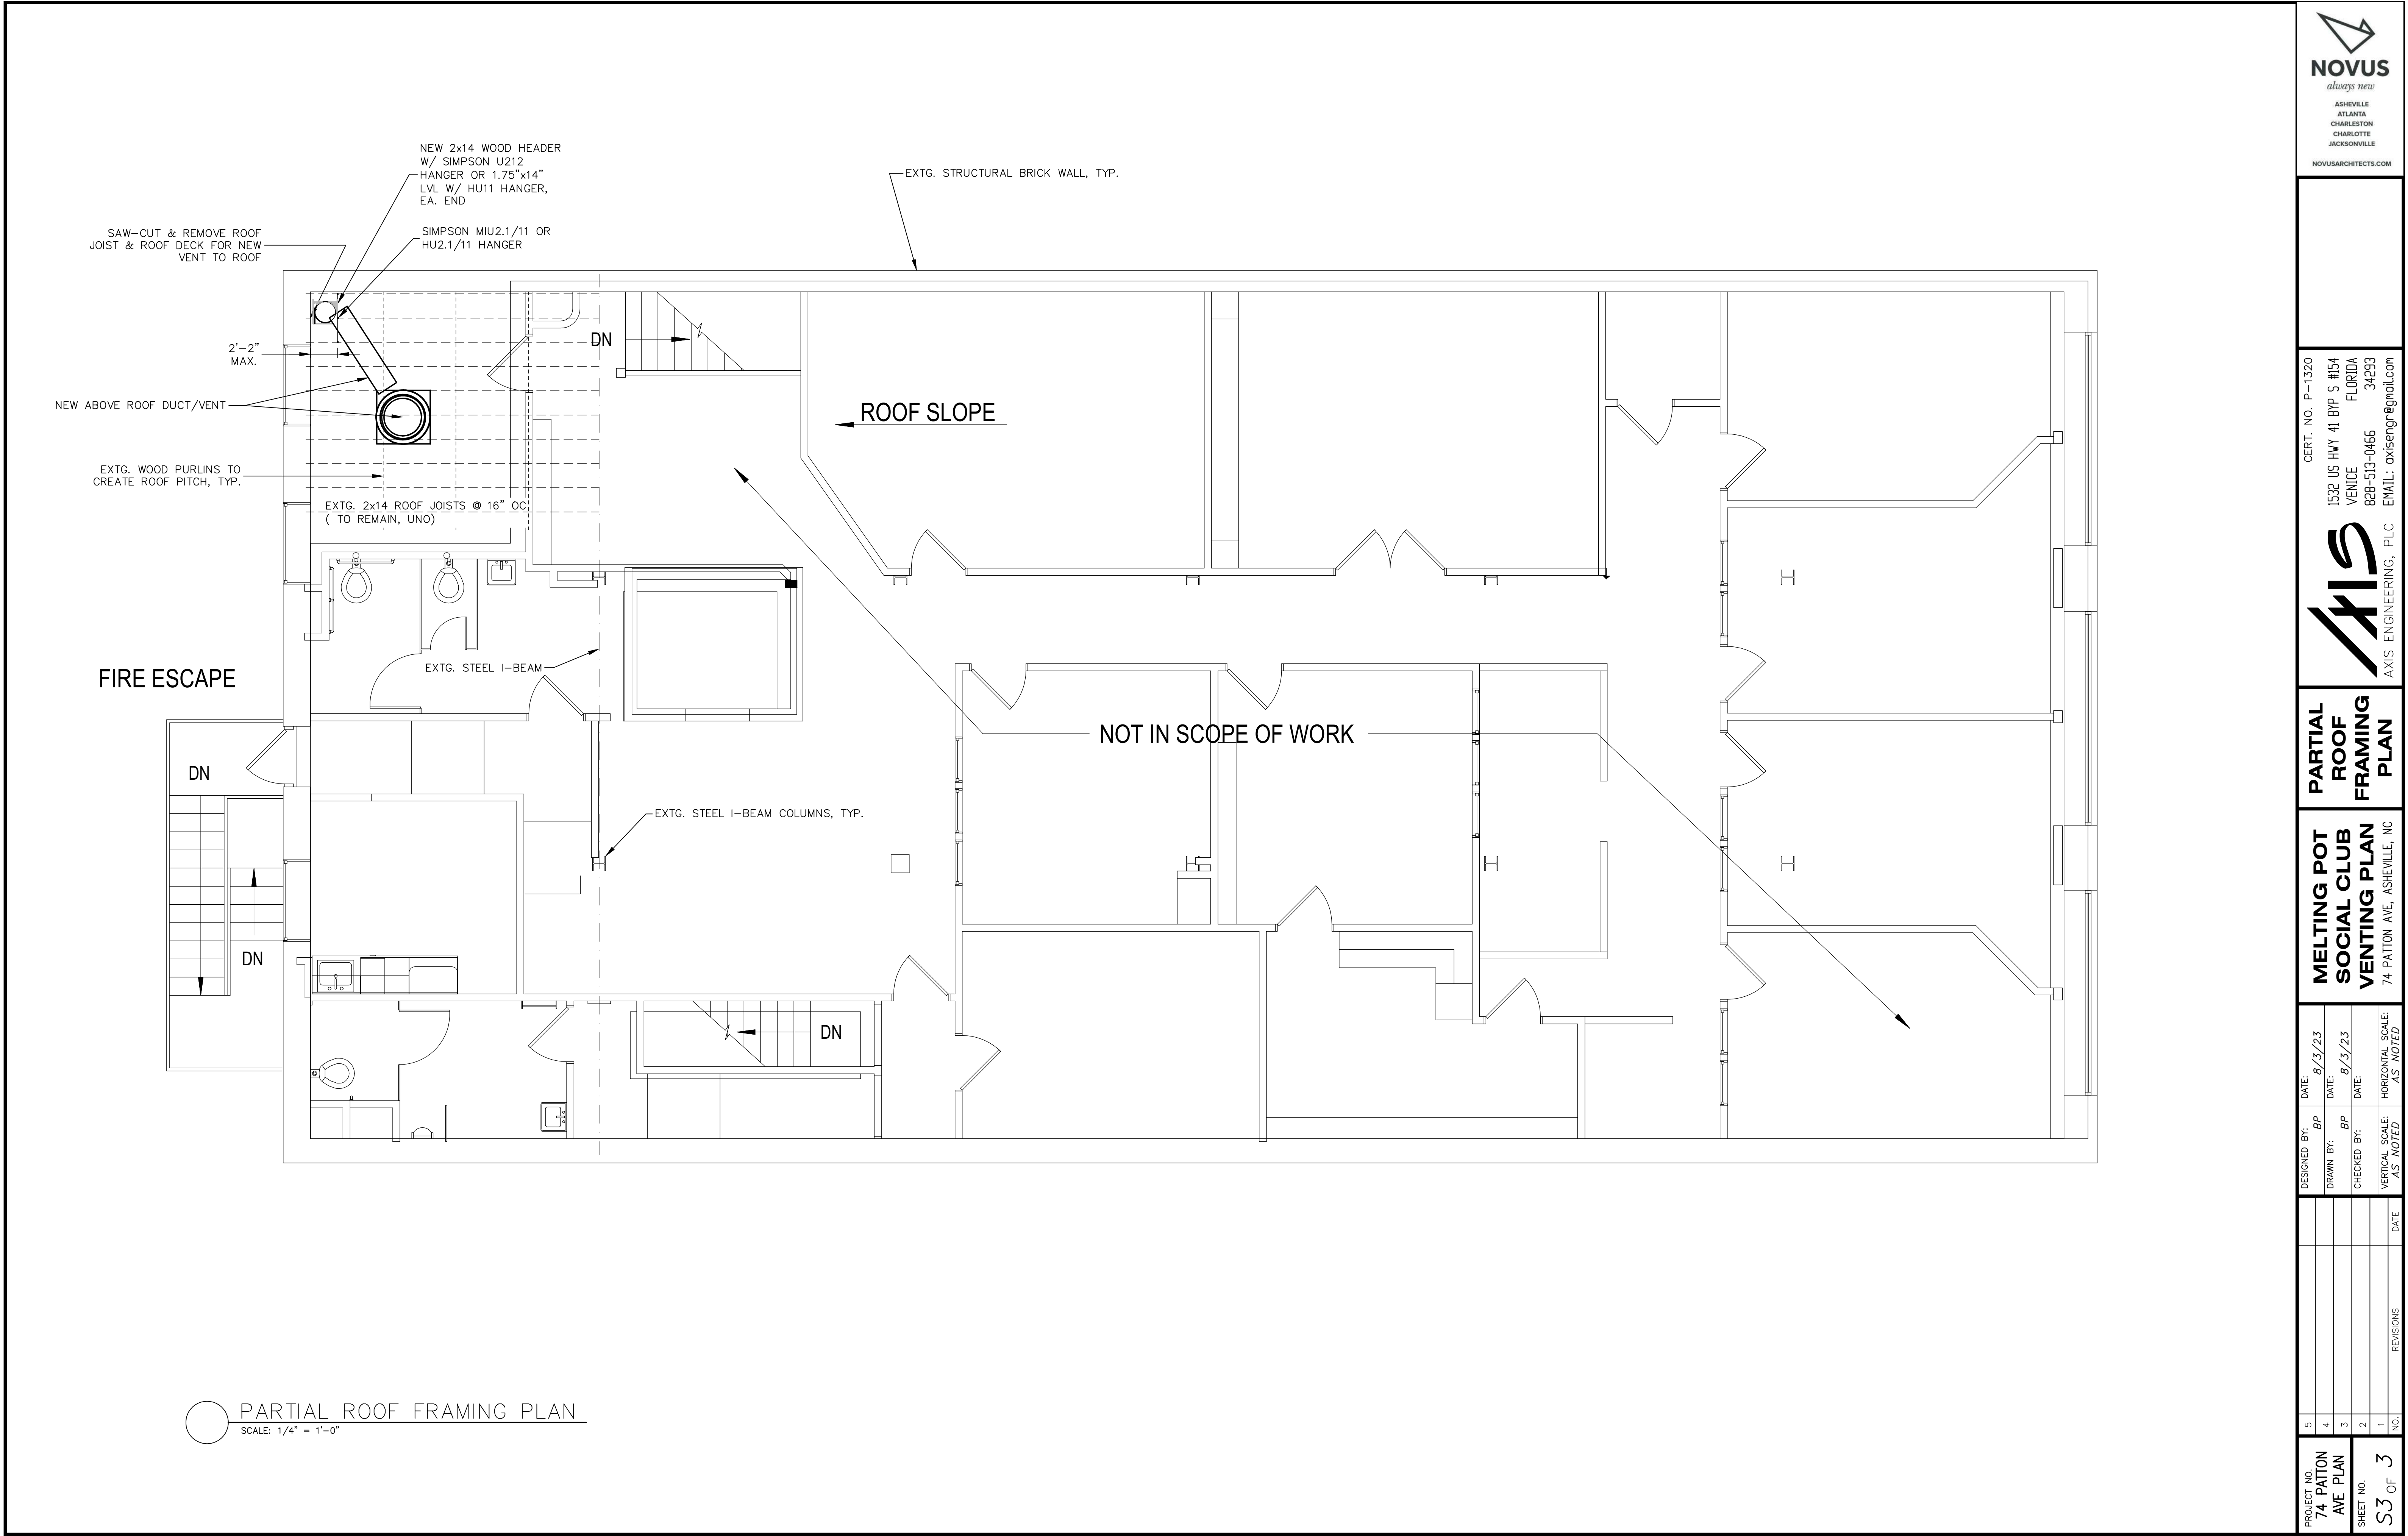 NEW 2x14 WOOD HEADER
W/ SIMPSON U212
HANGER OR 1.75"x14"
LVL W/ HU11 HANGER,
EA. END
EXTG. STRUCTURAL BRICK WALL, TYP.
SAW-CUT & REMOVE ROOF
JOIST & ROOF DECK FOR NEW
VENT TO ROOF
SIMPSON MIU2.1/11 OR
HU2.1/11 HANGER
2'-2"
MAX.
DN
NEW ABOVE ROOF DUCT/VENT
ROOF SLOPE
EXTG. WOOD PURLINS TO
CREATE ROOF PITCH, TYP.
EXTG. 2x14 ROOF JOISTS @ 16" OC
( TO REMAIN, UNO)
H
H
H
H
H
EXTG. STEEL I-BEAM
FIRE ESCAPE
NOT IN SCOPE OF WORK
DN
EXTG. STEEL I-BEAM COLUMNS, TYP.
H
H
H
H
DN
DN
PARTIAL ROOF FRAMING PLAN
SCALE: 1/4" = 1'-0"
NOVUS
always new
ASHEVILLE
ATLANTA
CHARLESTON
CHARLOTTE
JACKSONVILLE
NOVUSARCHITECTS.COM
CERT. NO. P-1320
1532 US HWY 41 BYP S #154
VENICE FLORIDA
828-513-0466 34293
EMAIL: axisengr@gmail.com
AXIS
AXIS ENGINEERING, PLC
PARTIAL
ROOF
FRAMING
PLAN
MELTING POT
SOCIAL CLUB
VENTING PLAN
74 PATTON AVE, ASHEVILLE, NC
DESIGNED BY: BP DATE: 8/3/23
DRAWN BY: BP DATE: 8/3/23
CHECKED BY: DATE:
VERTICAL SCALE: AS NOTED HORIZONTAL SCALE: AS NOTED
5
4
3
2
1
NO. REVISIONS DATE
PROJECT NO.
74 PATTON
AVE PLAN
SHEET NO.
S3 OF 3